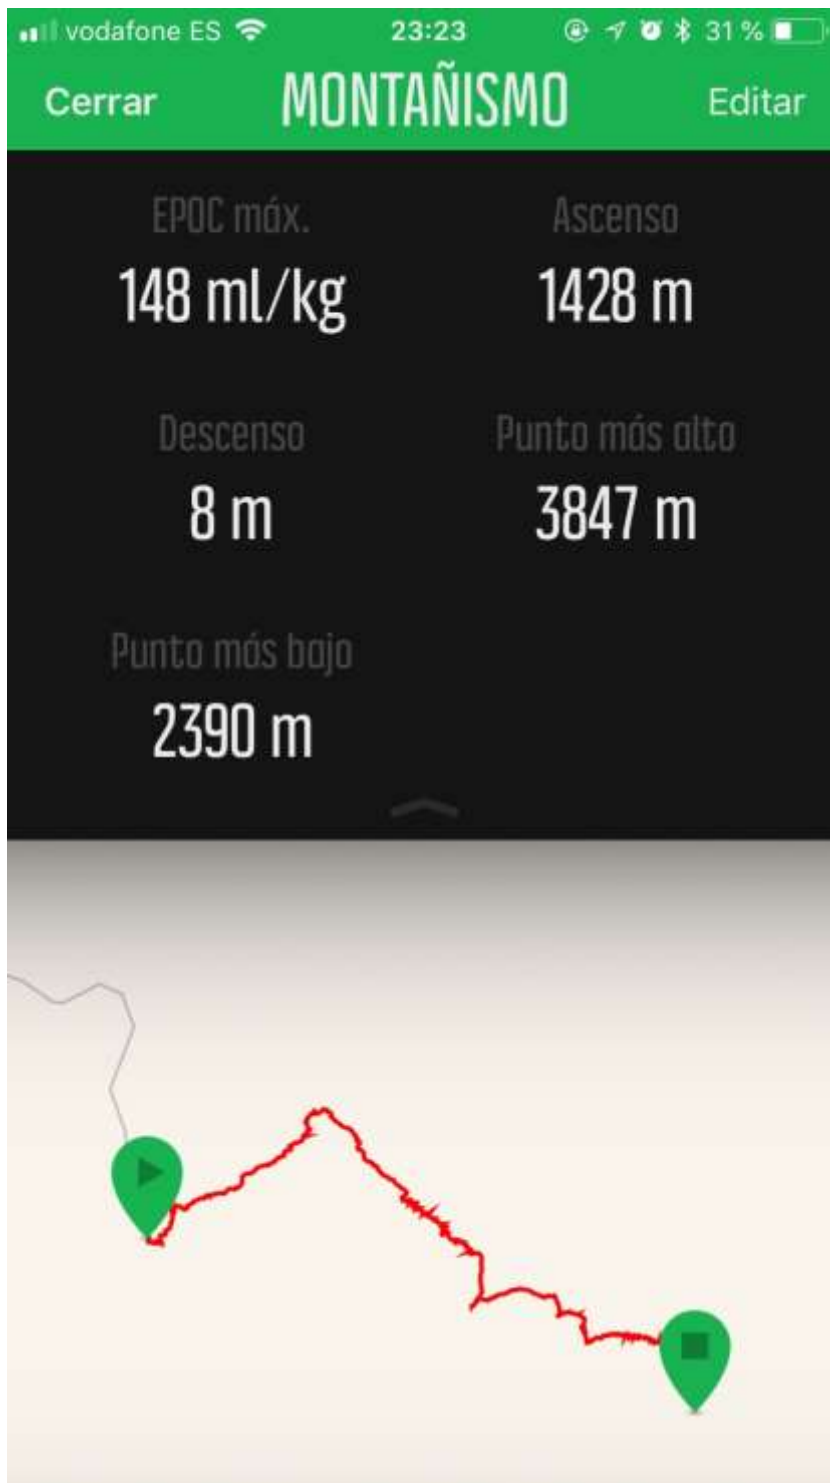 vodafone ES 23:23 31 %
Cerrar MONTAÑISMO Editar
EPOC máx. Ascenso
148 ml/kg 1428 m
Descenso Punto más alto
8 m 3847 m
Punto más bajo
2390 m